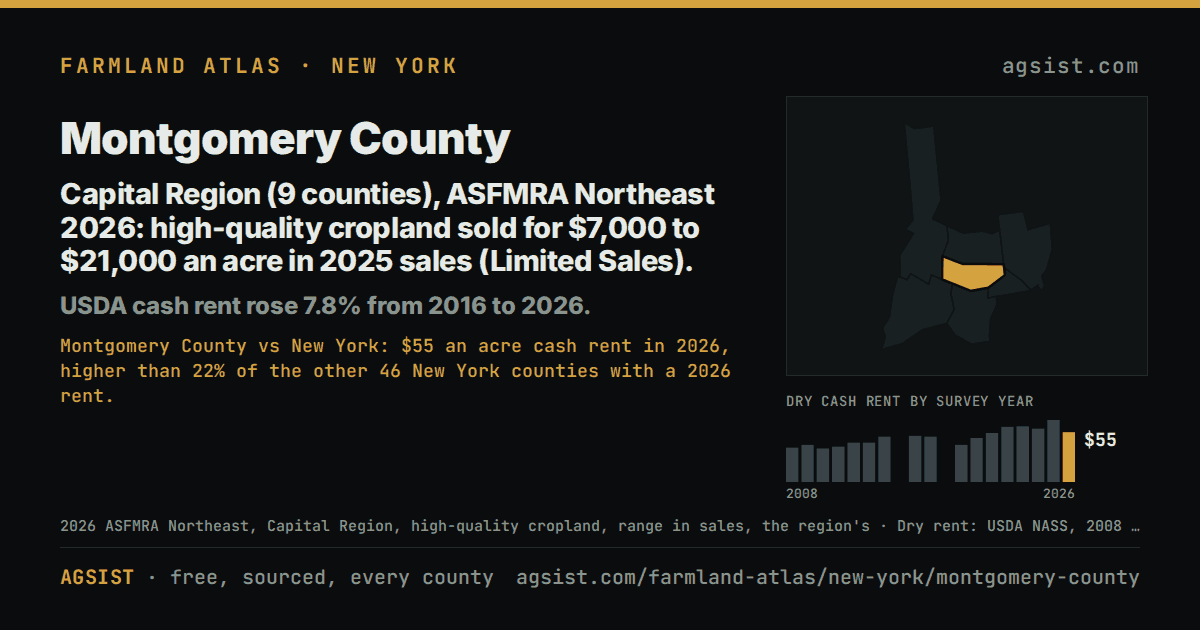 FARMLAND ATLAS · NEW YORK
agsist.com
Montgomery County
Capital Region (9 counties), ASFMRA Northeast
2026: high-quality cropland sold for $7,000 to
$21,000 an acre in 2025 sales (Limited Sales).
USDA cash rent rose 7.8% from 2016 to 2026.
Montgomery County vs New York: $55 an acre cash rent in 2026,
higher than 22% of the other 46 New York counties with a 2026
rent.
DRY CASH RENT BY SURVEY YEAR
$55
2008
2026
2026 ASFMRA Northeast, Capital Region, high-quality cropland, range in sales, the region's · Dry rent: USDA NASS, 2008 …
AGSIST · free, sourced, every county
agsist.com/farmland-atlas/new-york/montgomery-county